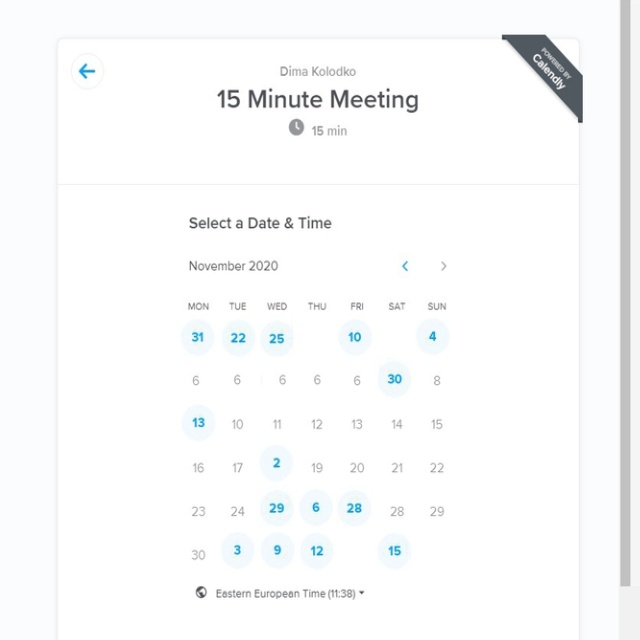 POWERED BY
Calendly
Dima Kolodko
15 Minute Meeting
15 min
Select a Date & Time
November 2020
MON TUE WED THU FRI SAT SUN
31 22 25 10 4
6 6 6 6 6 30 8
13 10 11 12 13 14 15
16 17 2 19 20 21 22
23 24 29 6 28 28 29
30 3 9 12 15
Eastern European Time (11:38)